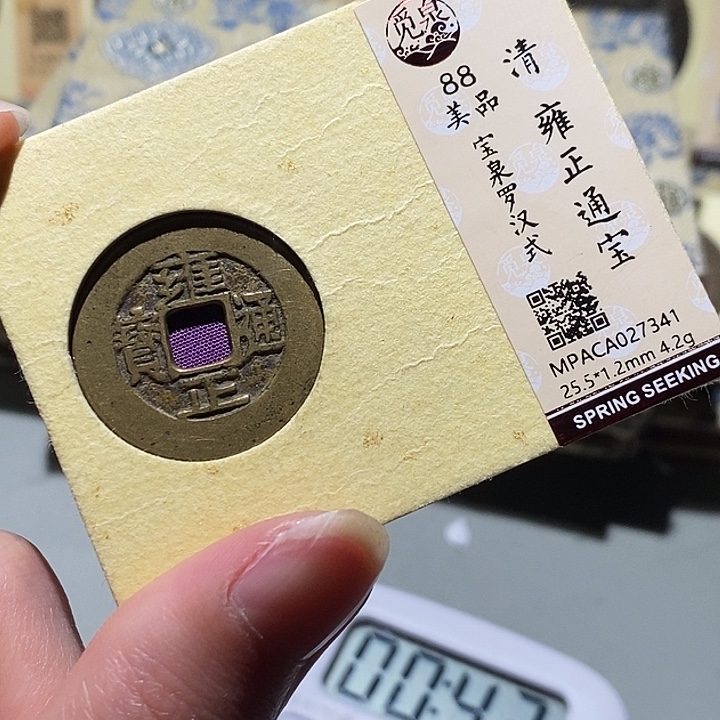 觅泉
清 雍正通宝
88
美品 宝泉罗汉式
MPACA027341
25.5*1.2mm 4.2g
SPRING SEEKING
雍正通寶
00:47